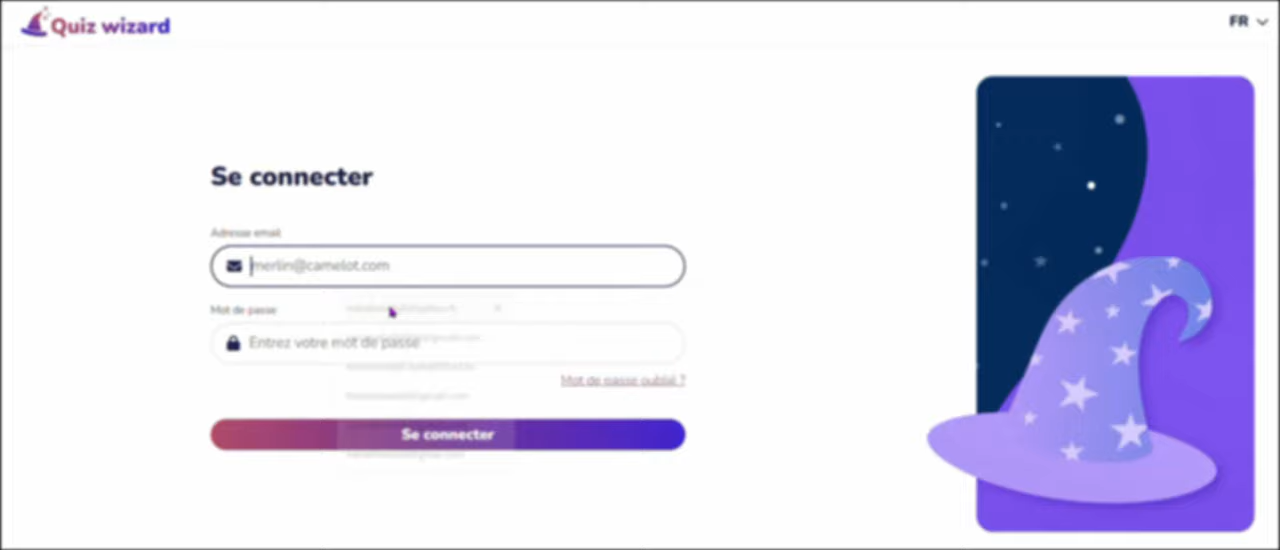 Quiz wizard
FR
Se connecter
Adresse email
merlin@camelot.com
Mot de passe
Entrez votre mot de passe
Mot de passe oublié ?
Se connecter